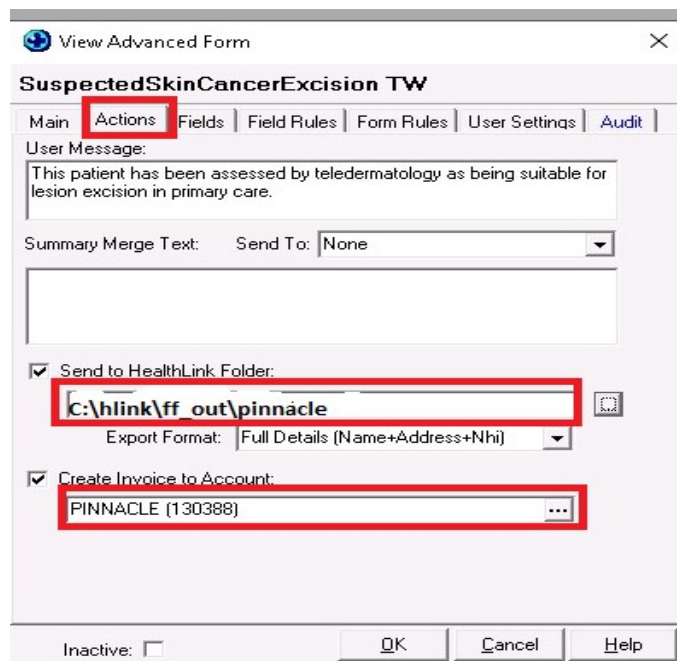 View Advanced Form
SuspectedSkinCancerExcision TW
Main Actions Fields Field Rules Form Rules User Settings Audit
User Message:
This patient has been assessed by teledermatology as being suitable for
lesion excision in primary care.
Summary Merge Text: Send To: None
Send to HealthLink Folder:
C:\hlink\ff_out\pinnacle
Export Format: Full Details (Name+Address+Nhi)
Create Invoice to Account:
PINNACLE (130388) ...
Inactive: OK Cancel Help